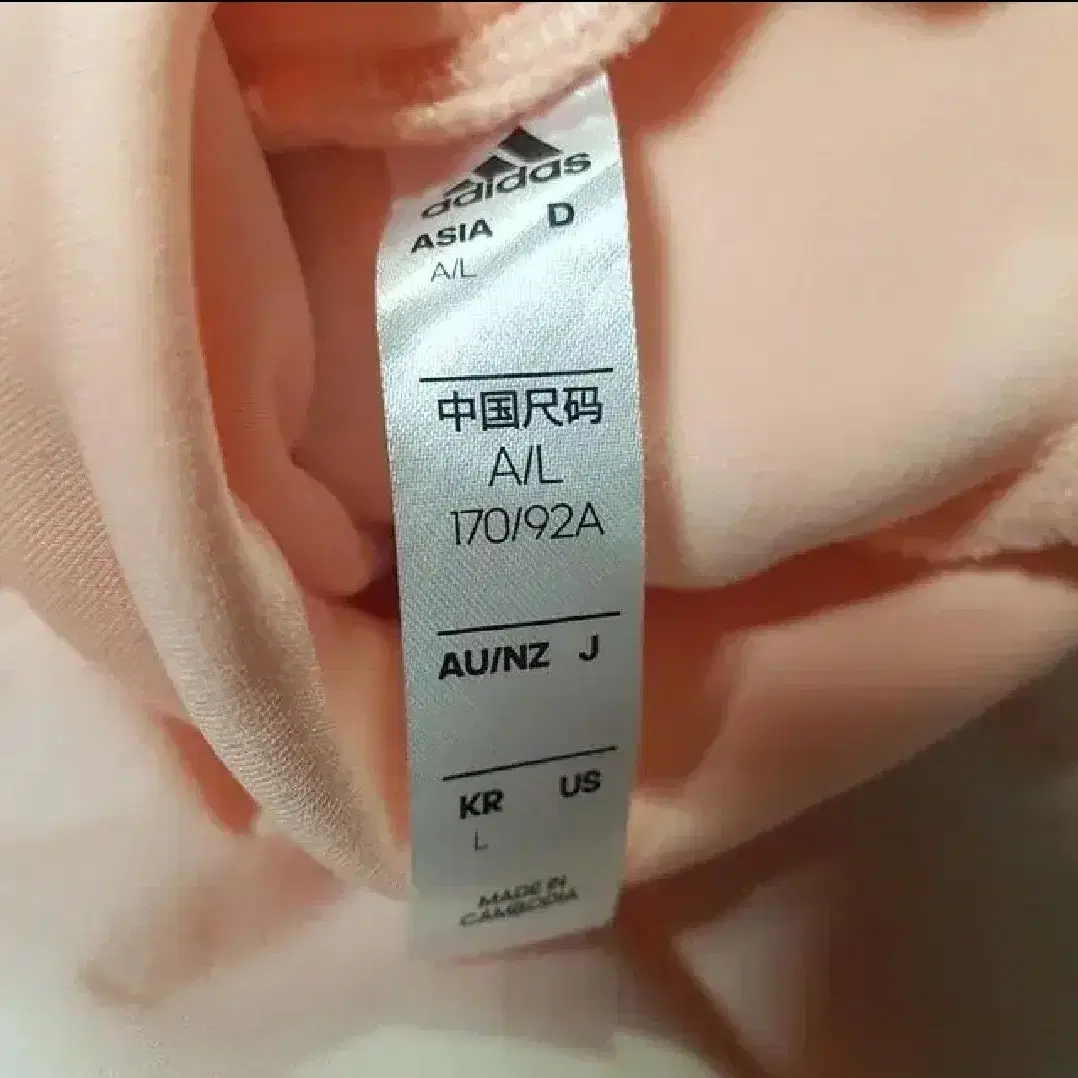 adidas
ASIA D
A/L
中国尺码
A/L
170/92A
AU/NZ J
KR US
L
MADE IN
CAMBODIA